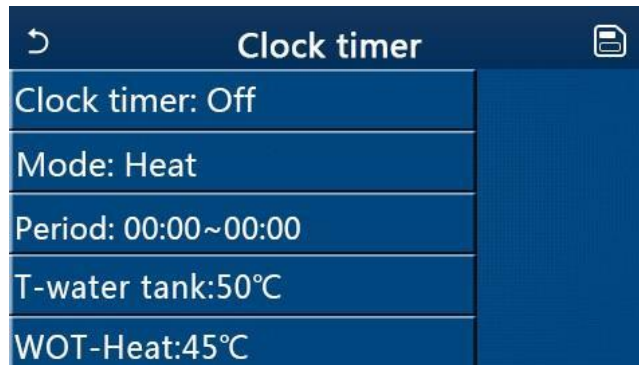 Clock timer
Clock timer: Off
Mode: Heat
Period: 00:00~00:00
T-water tank:50℃
WOT-Heat:45℃